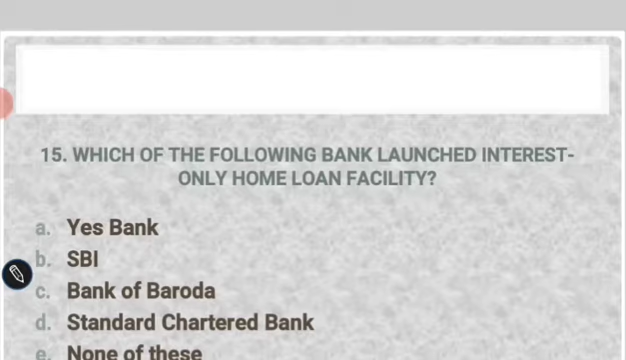 15. WHICH OF THE FOLLOWING BANK LAUNCHED INTEREST-
ONLY HOME LOAN FACILITY?
a. Yes Bank
b. SBI
c. Bank of Baroda
d. Standard Chartered Bank
e. None of these